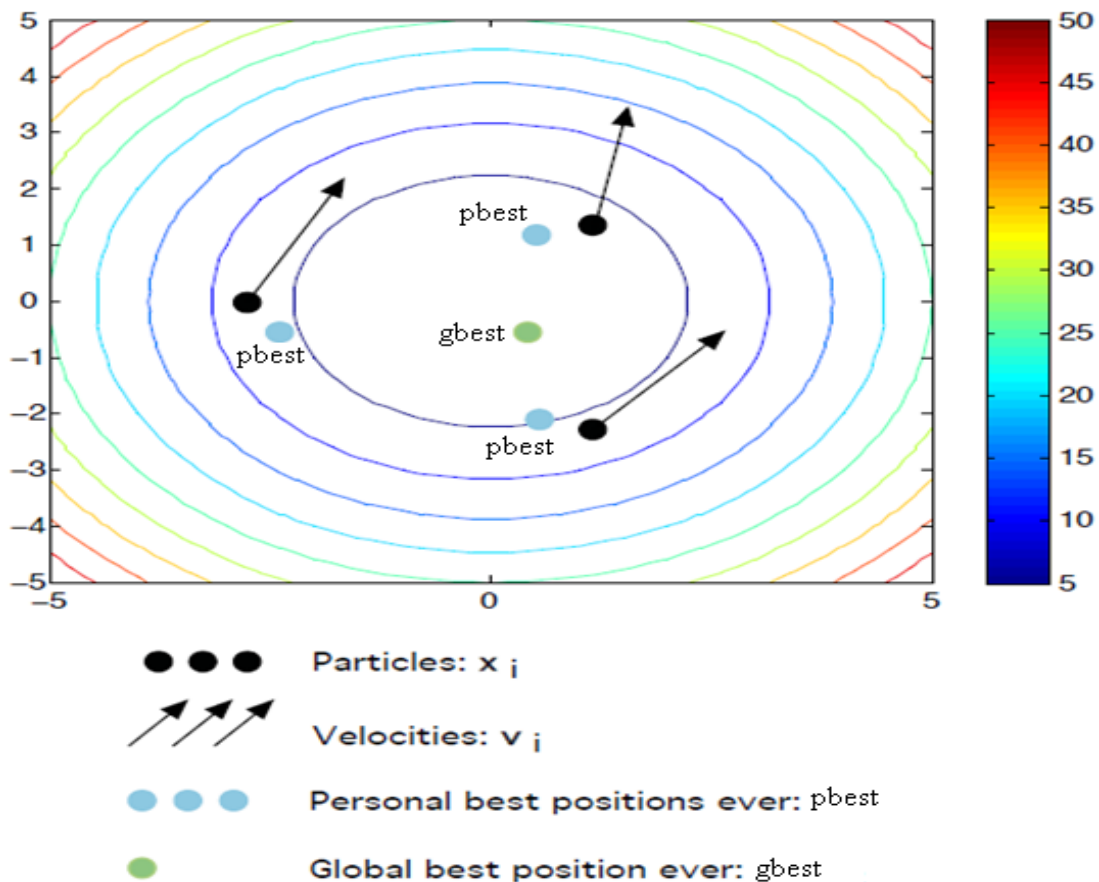 5
4
3
2
1
0
−1
−2
−3
−4
−5
−5 0 5
50
45
40
35
30
25
20
15
10
5
pbest
pbest
gbest
pbest
Particles: x i
Velocities: v i
Personal best positions ever: pbest
Global best position ever: gbest